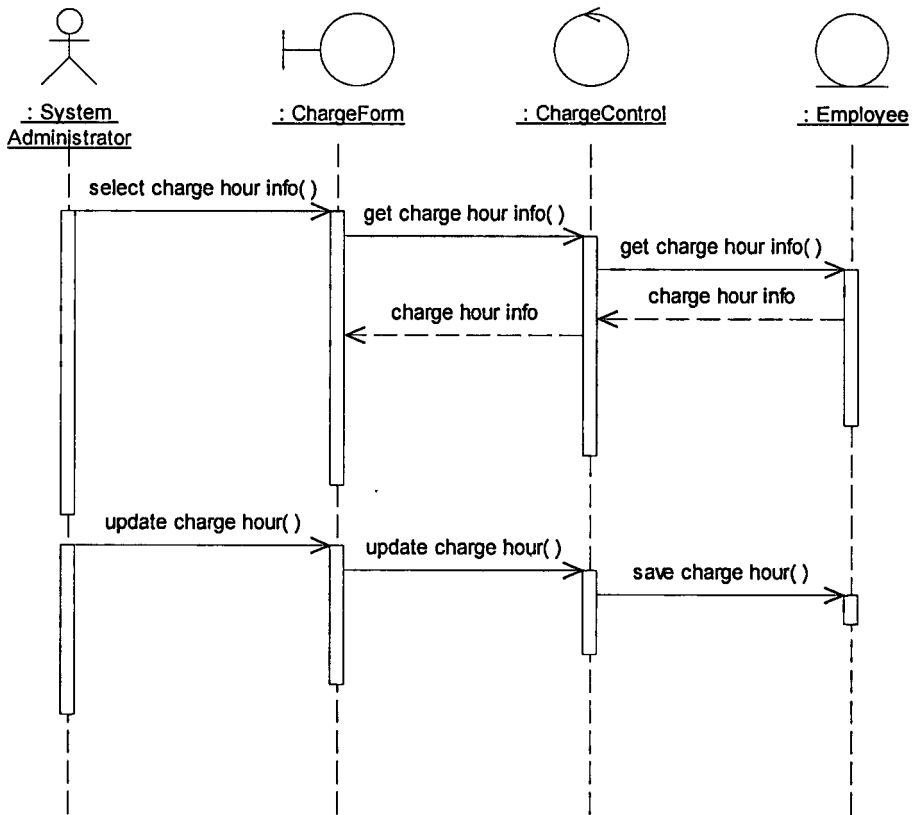 : System
Administrator
: ChargeForm
: ChargeControl
: Employee
select charge hour info( )
get charge hour info( )
get charge hour info( )
charge hour info
charge hour info
update charge hour( )
update charge hour( )
save charge hour( )